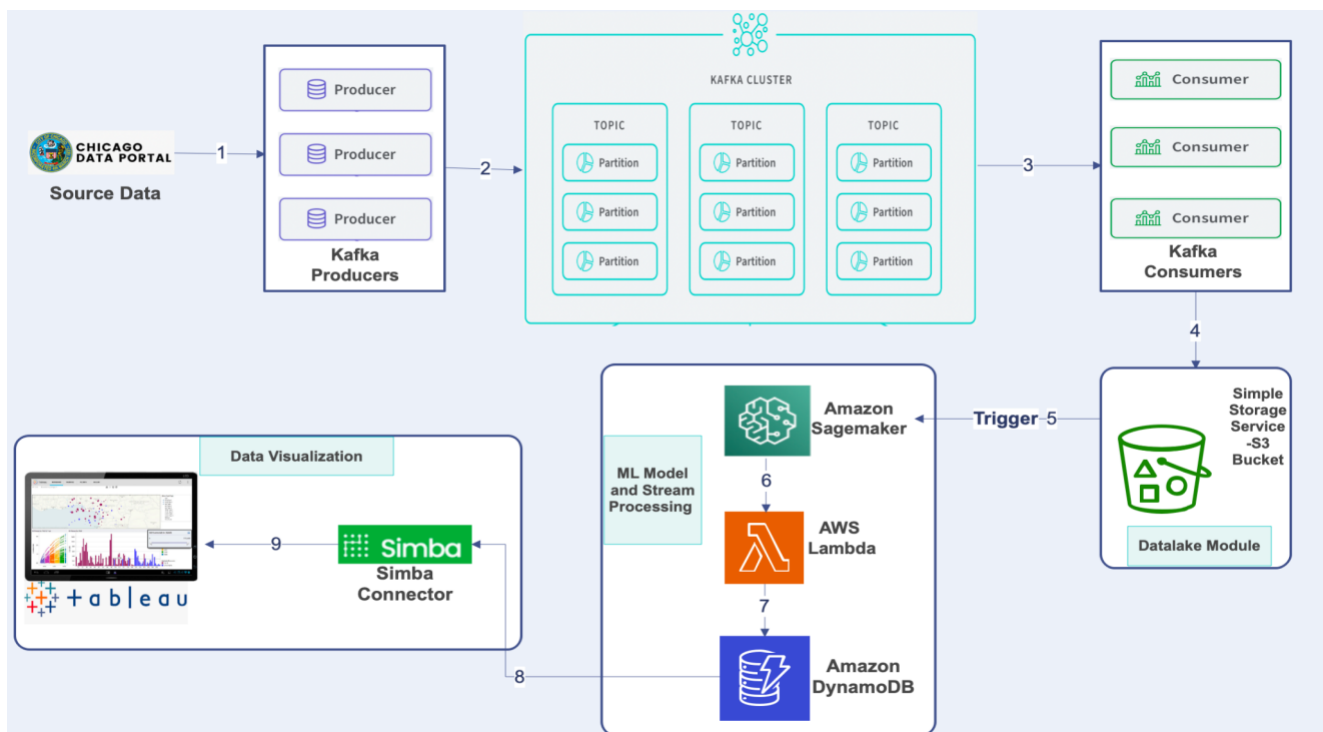 CHICAGO
DATA PORTAL
Source Data
1
Producer
Producer
Producer
Kafka
Producers
2
KAFKA CLUSTER
TOPIC
Partition
Partition
Partition
TOPIC
Partition
Partition
Partition
TOPIC
Partition
Partition
Partition
3
Consumer
Consumer
Consumer
Kafka
Consumers
4
Simple
Storage
Service
-S3
Bucket
Datalake Module
Trigger 5
Amazon
Sagemaker
ML Model
and Stream
Processing
6
AWS
Lambda
7
Amazon
DynamoDB
8
Data Visualization
Simba
Simba
Connector
9
+ableau